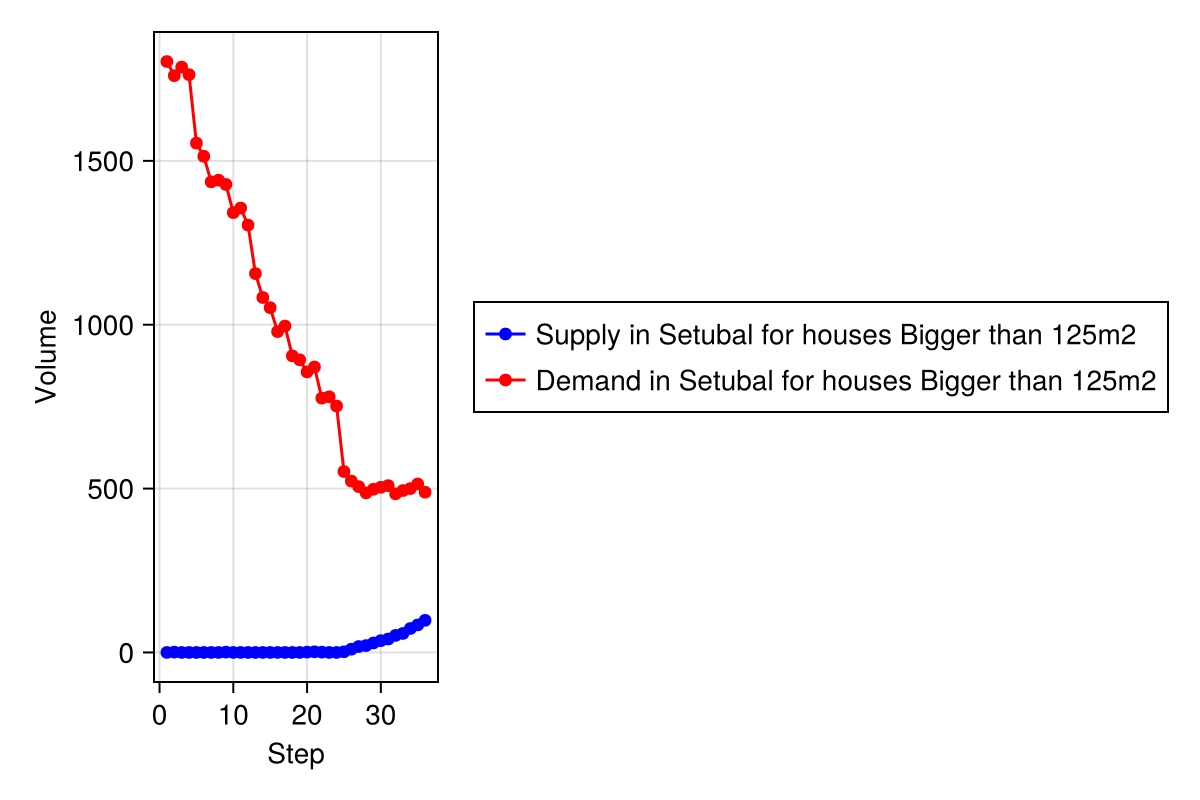 1500
1000
500
0
Volume
0 10 20 30
Step
Supply in Setubal for houses Bigger than 125m2
Demand in Setubal for houses Bigger than 125m2